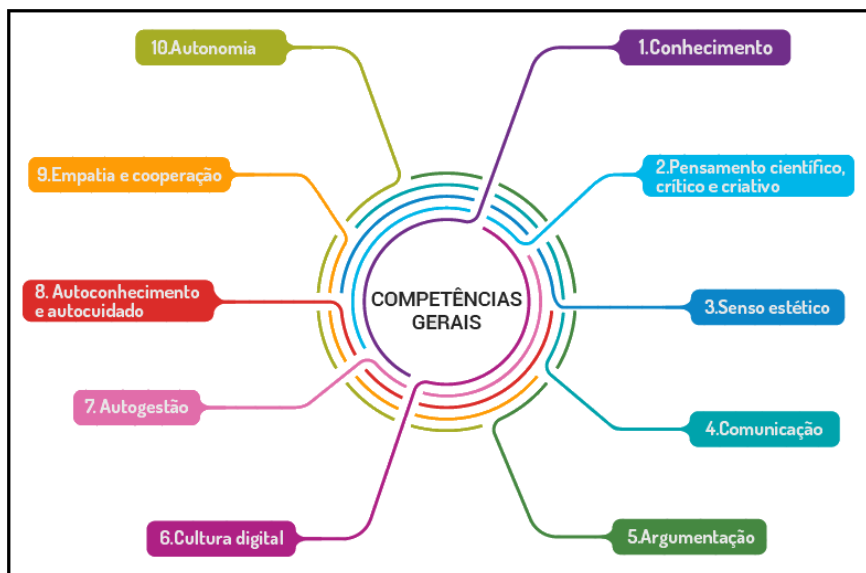 COMPETÊNCIAS
GERAIS
1.Conhecimento
2.Pensamento científico,
crítico e criativo
3.Senso estético
4.Comunicação
5.Argumentação
6.Cultura digital
7. Autogestão
8. Autoconhecimento
e autocuidado
9.Empatia e cooperação
10.Autonomia